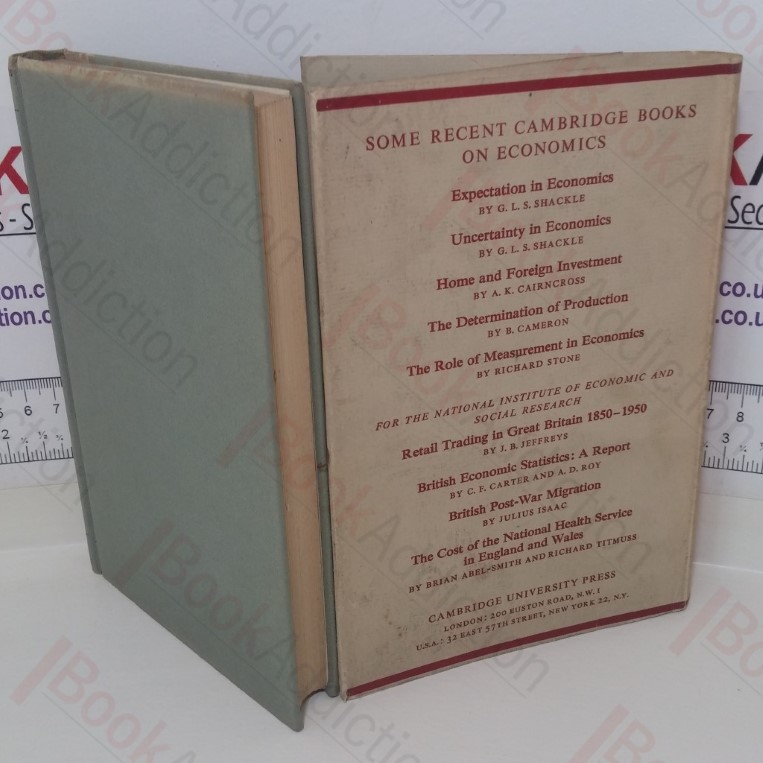 SOME RECENT CAMBRIDGE BOOKS
ON ECONOMICS
Expectation in Economics
BY G. L. S. SHACKLE
Uncertainty in Economics
BY G. L. S. SHACKLE
Home and Foreign Investment
BY A. K. CAIRNCROSS
The Determination of Production
BY B. CAMERON
The Role of Measurement in Economics
BY RICHARD STONE
FOR THE NATIONAL INSTITUTE OF ECONOMIC AND
SOCIAL RESEARCH
Retail Trading in Great Britain 1850–1950
BY J. B. JEFFREYS
British Economic Statistics: A Report
BY C. F. CARTER AND A. D. ROY
British Post-War Migration
BY JULIUS ISAAC
The Cost of the National Health Service
in England and Wales
BY BRIAN ABEL-SMITH AND RICHARD TITMUSS
CAMBRIDGE UNIVERSITY PRESS
LONDON: 200 EUSTON ROAD, N.W.1
U.S.A.: 32 EAST 57TH STREET, NEW YORK 22, N.Y.
BookAddiction